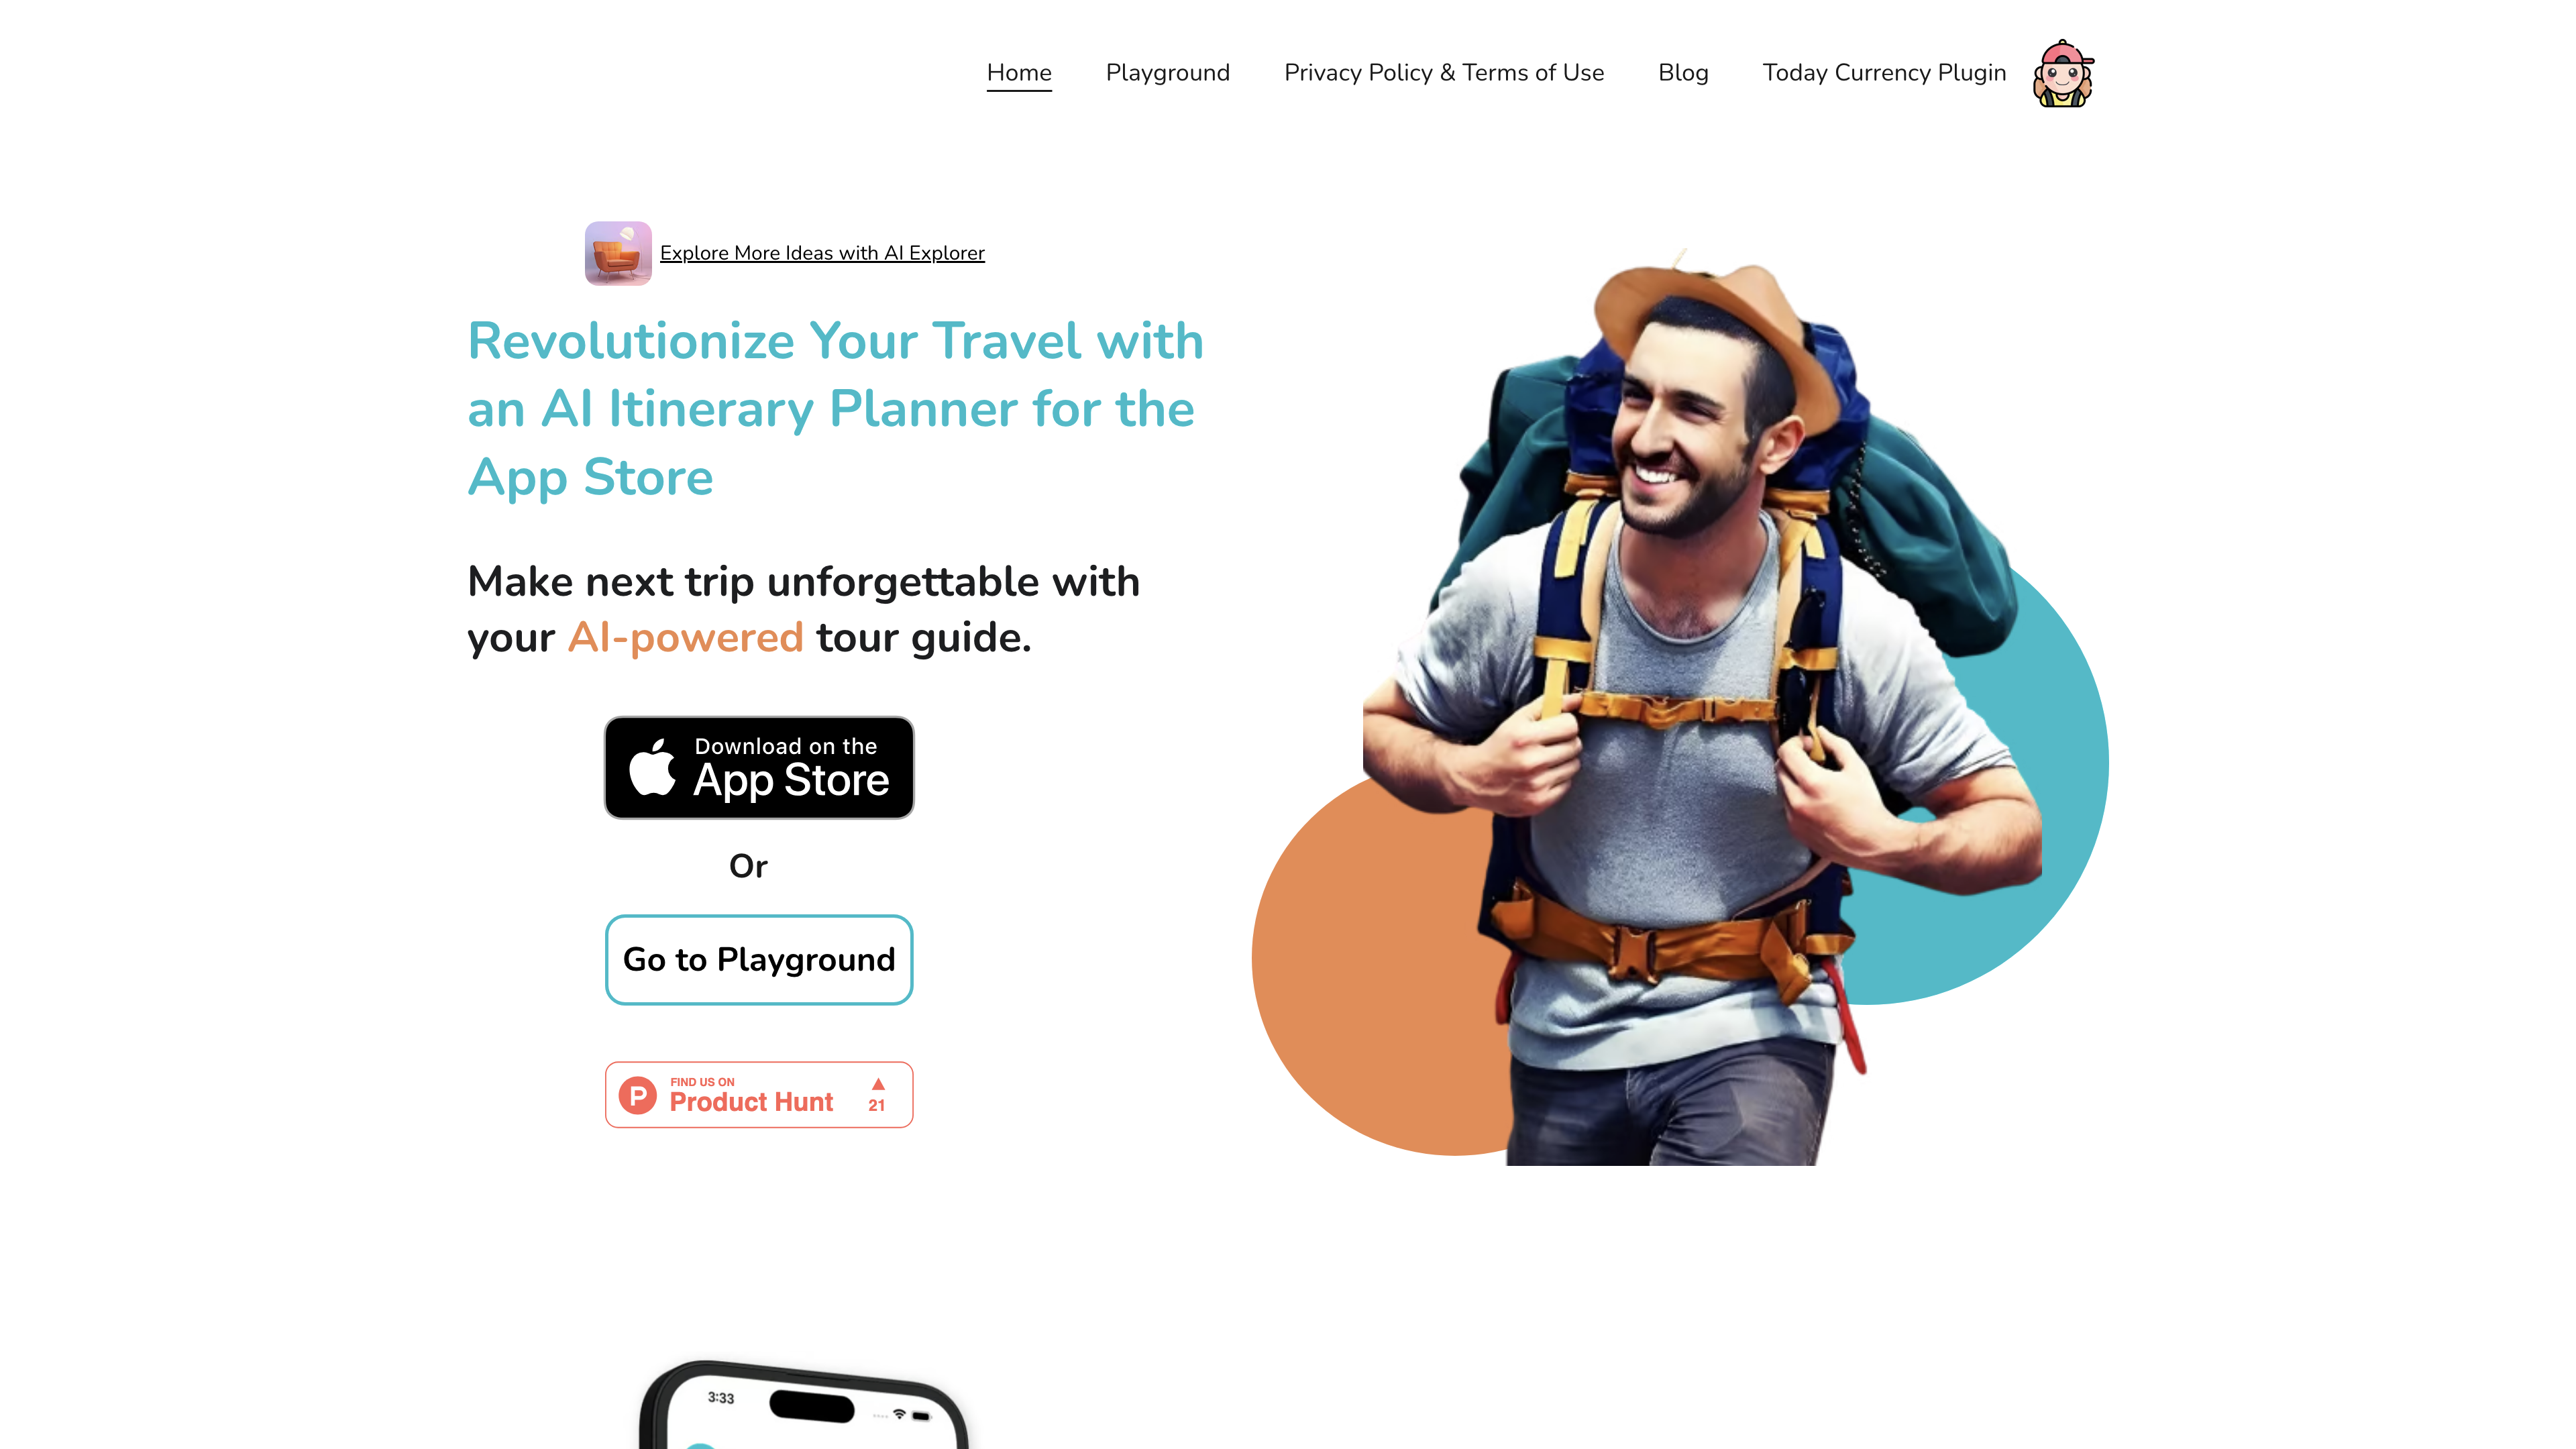 Home Playground Privacy Policy & Terms of Use Blog Today Currency Plugin
Explore More Ideas with AI Explorer
Revolutionize Your Travel with
an AI Itinerary Planner for the
App Store
Make next trip unforgettable with
your AI-powered tour guide.
Download on the
App Store
Or
Go to Playground
P
FIND US ON
Product Hunt
21
3:33